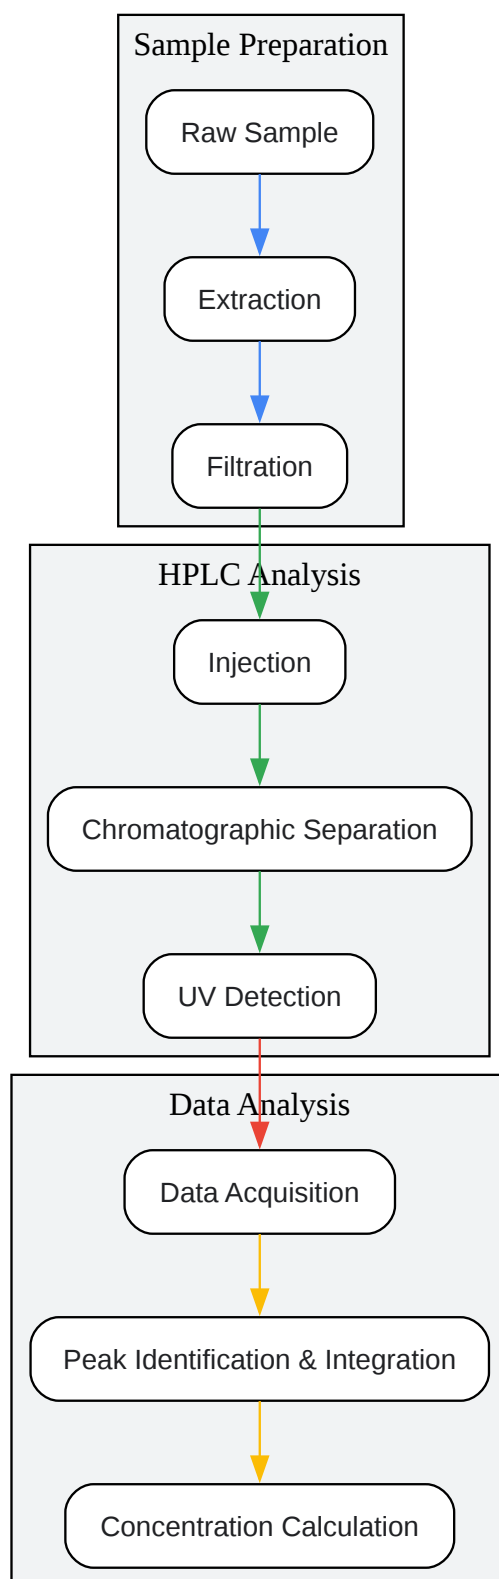 Sample Preparation
Raw Sample
Extraction
Filtration
HPLC Analysis
Injection
Chromatographic Separation
UV Detection
Data Analysis
Data Acquisition
Peak Identification & Integration
Concentration Calculation